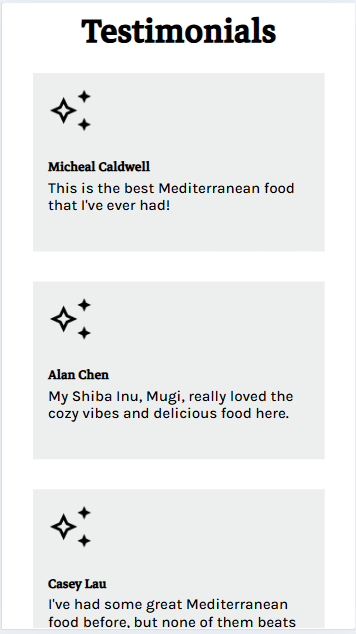 Testimonials
Micheal Caldwell
This is the best Mediterranean food
that I've ever had!
Alan Chen
My Shiba Inu, Mugi, really loved the
cozy vibes and delicious food here.
Casey Lau
I've had some great Mediterranean
food before, but none of them beats